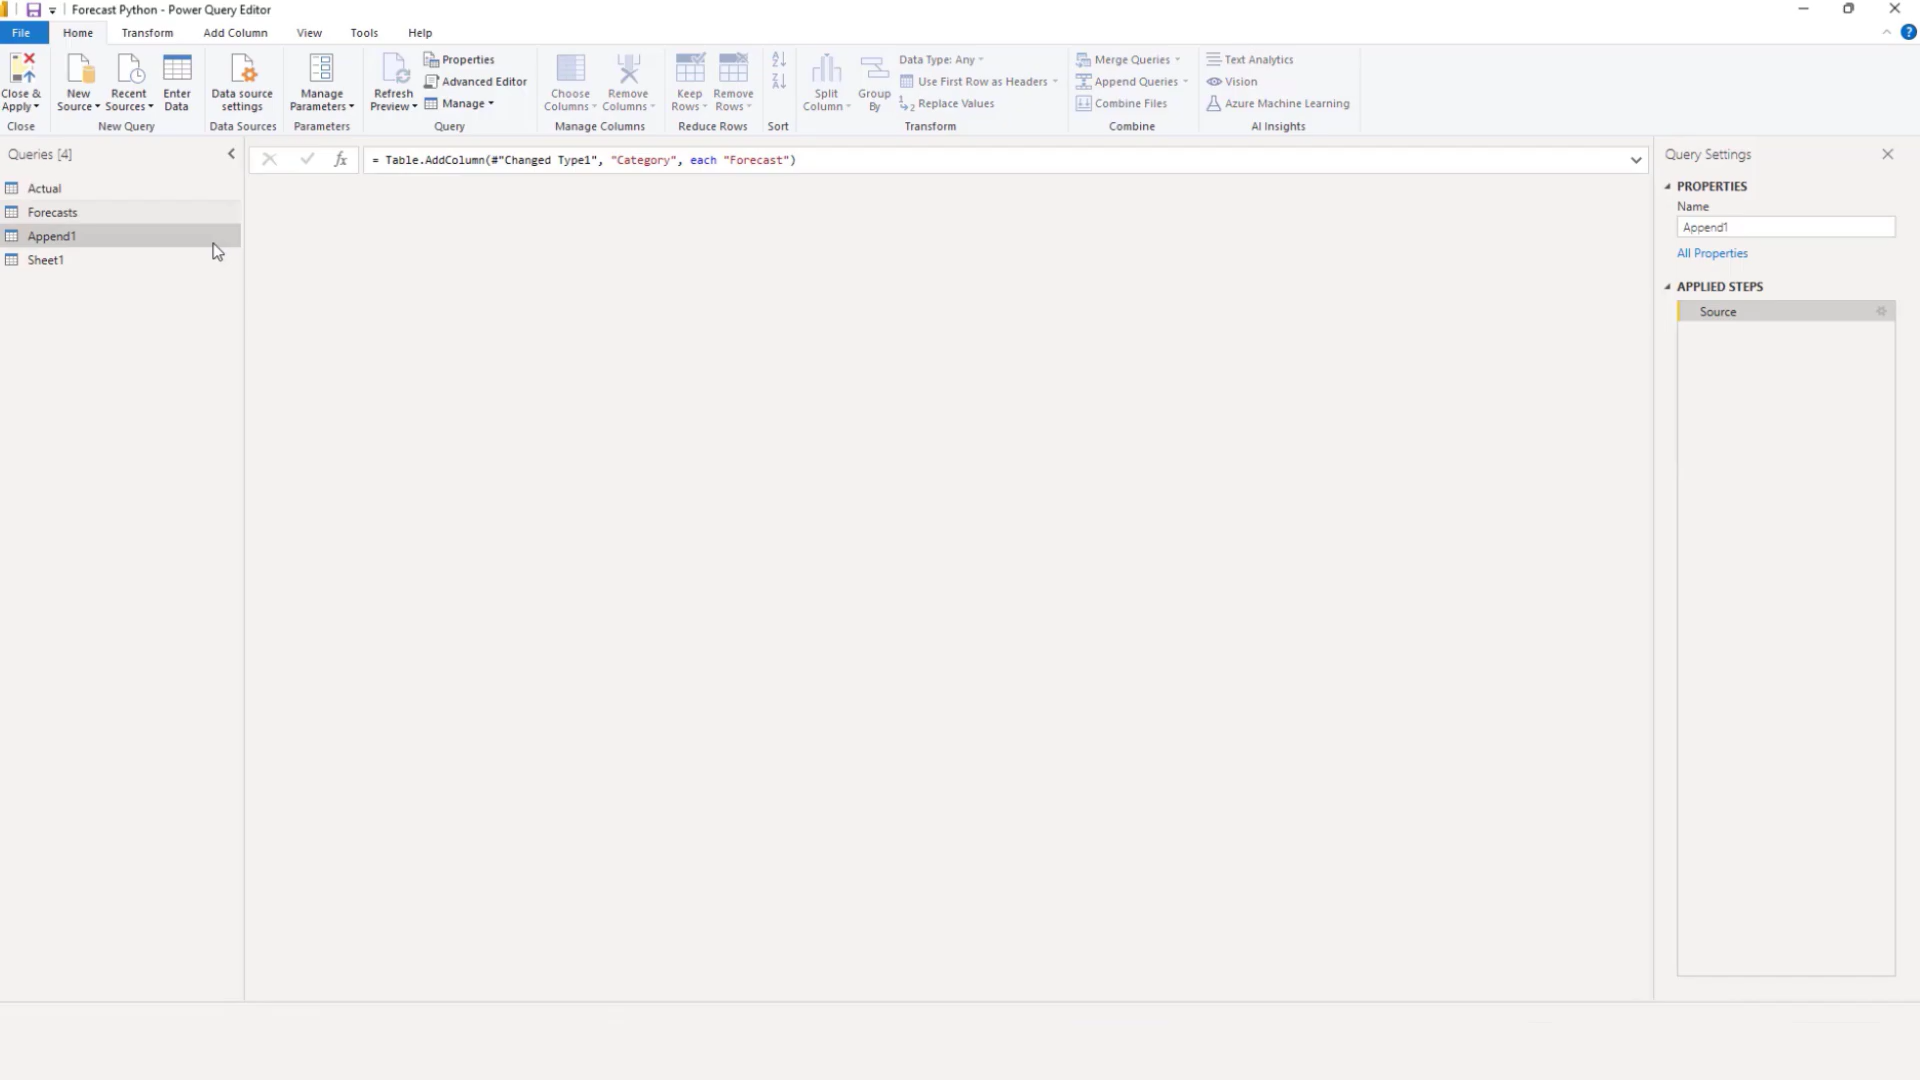 Forecast Python - Power Query Editor
File Home Transform Add Column View Tools Help
Close & Apply
Close
New Source
Recent Sources
Enter Data
New Query
Data source settings
Data Sources
Manage Parameters
Parameters
Refresh Preview
Properties
Advanced Editor
Manage
Query
Choose Columns
Remove Columns
Manage Columns
Keep Rows
Remove Rows
Reduce Rows
Sort
Split Column
Group By
Data Type: Any
Use First Row as Headers
Replace Values
Transform
Merge Queries
Append Queries
Combine Files
Combine
Text Analytics
Vision
Azure Machine Learning
AI Insights
Queries [4]
Actual
Forecasts
Append1
Sheet1
fx
= Table.AddColumn(#"Changed Type1", "Category", each "Forecast")
Query Settings
PROPERTIES
Name
Append1
All Properties
APPLIED STEPS
Source